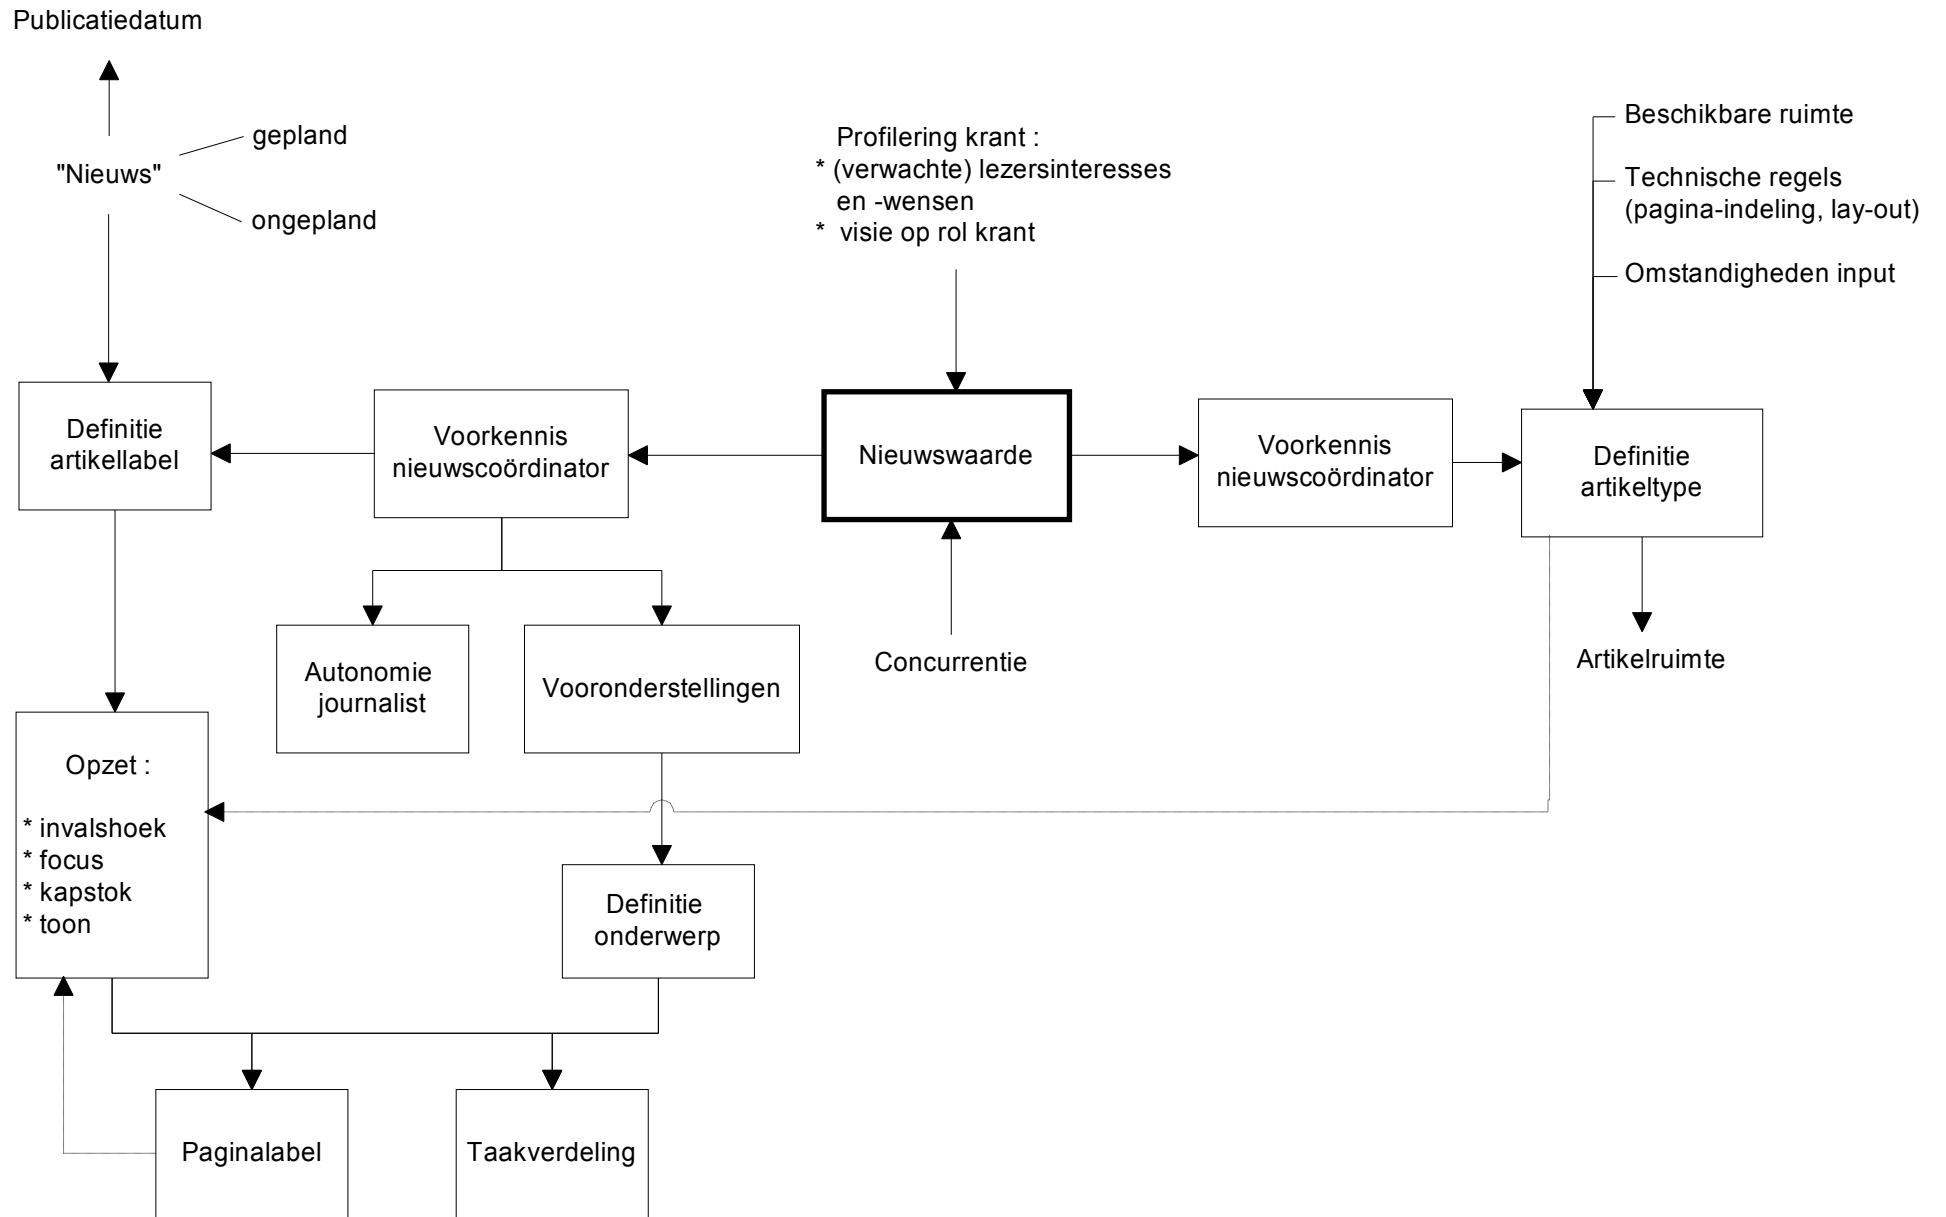 Publicatiedatum
gepland
"Nieuws"
ongepland
Profilering krant :
* (verwachte) lezersinteresses
en -wensen
* visie op rol krant
Beschikbare ruimte
Technische regels
(pagina-indeling, lay-out)
Omstandigheden input
Definitie
artikellabel
Voorkennis
nieuwscoördinator
Nieuwswaarde
Voorkennis
nieuwscoördinator
Definitie
artikeltype
Autonomie
journalist
Vooronderstellingen
Concurrentie
Artikelruimte
Opzet :
* invalshoek
* focus
* kapstok
* toon
Definitie
onderwerp
Paginalabel
Taakverdeling